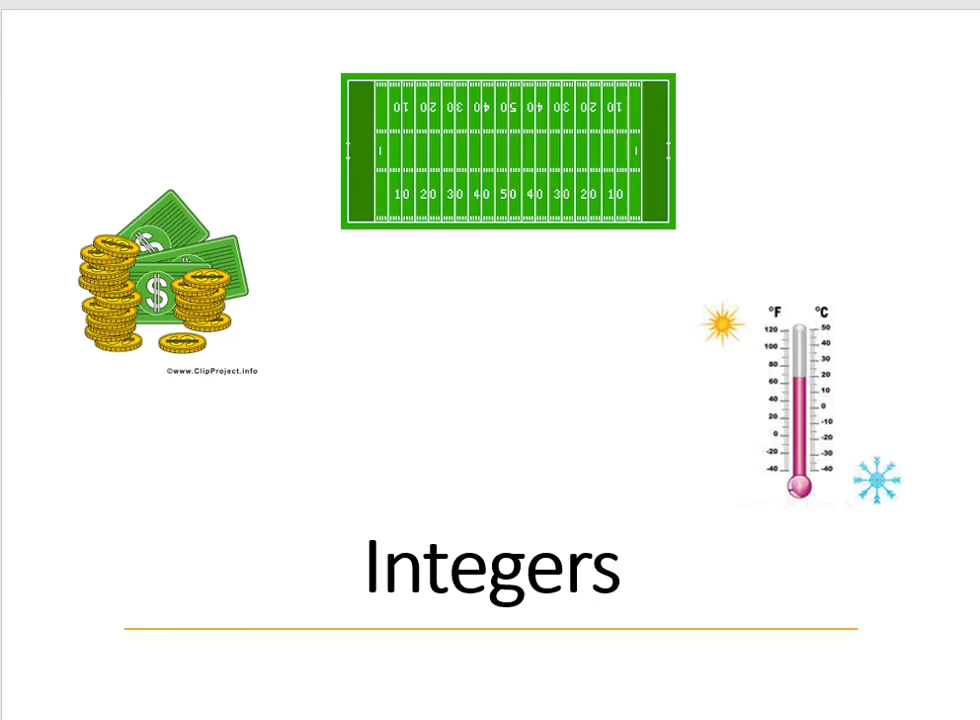 10 20 30 40 50 40 30 20 10
10 20 30 40 50 40 30 20 10
$
©www.ClipProject.info
°F °C
120 50
100 40
80 30
60 20
40 10
20 0
0 -10
-20 -20
-40 -30
-40
Integers